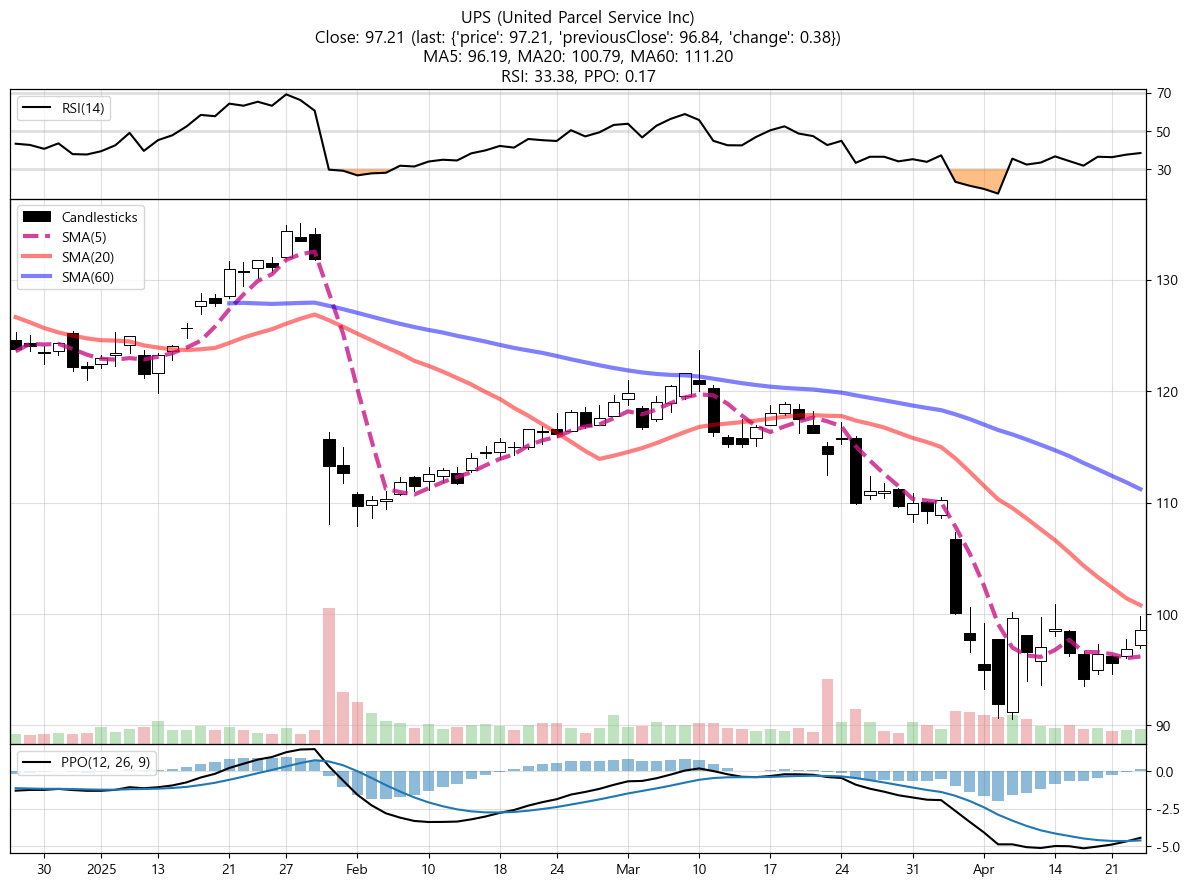 UPS (United Parcel Service Inc)
Close: 97.21 (last: {'price': 97.21, 'previousClose': 96.84, 'change': 0.38})
MA5: 96.19, MA20: 100.79, MA60: 111.20
RSI: 33.38, PPO: 0.17
RSI(14)
70
50
30
Candlesticks
SMA(5)
SMA(20)
SMA(60)
130
120
110
100
90
PPO(12, 26, 9)
0.0
-2.5
-5.0
30 2025 13 21 27 Feb 10 18 24 Mar 10 17 24 31 Apr 14 21